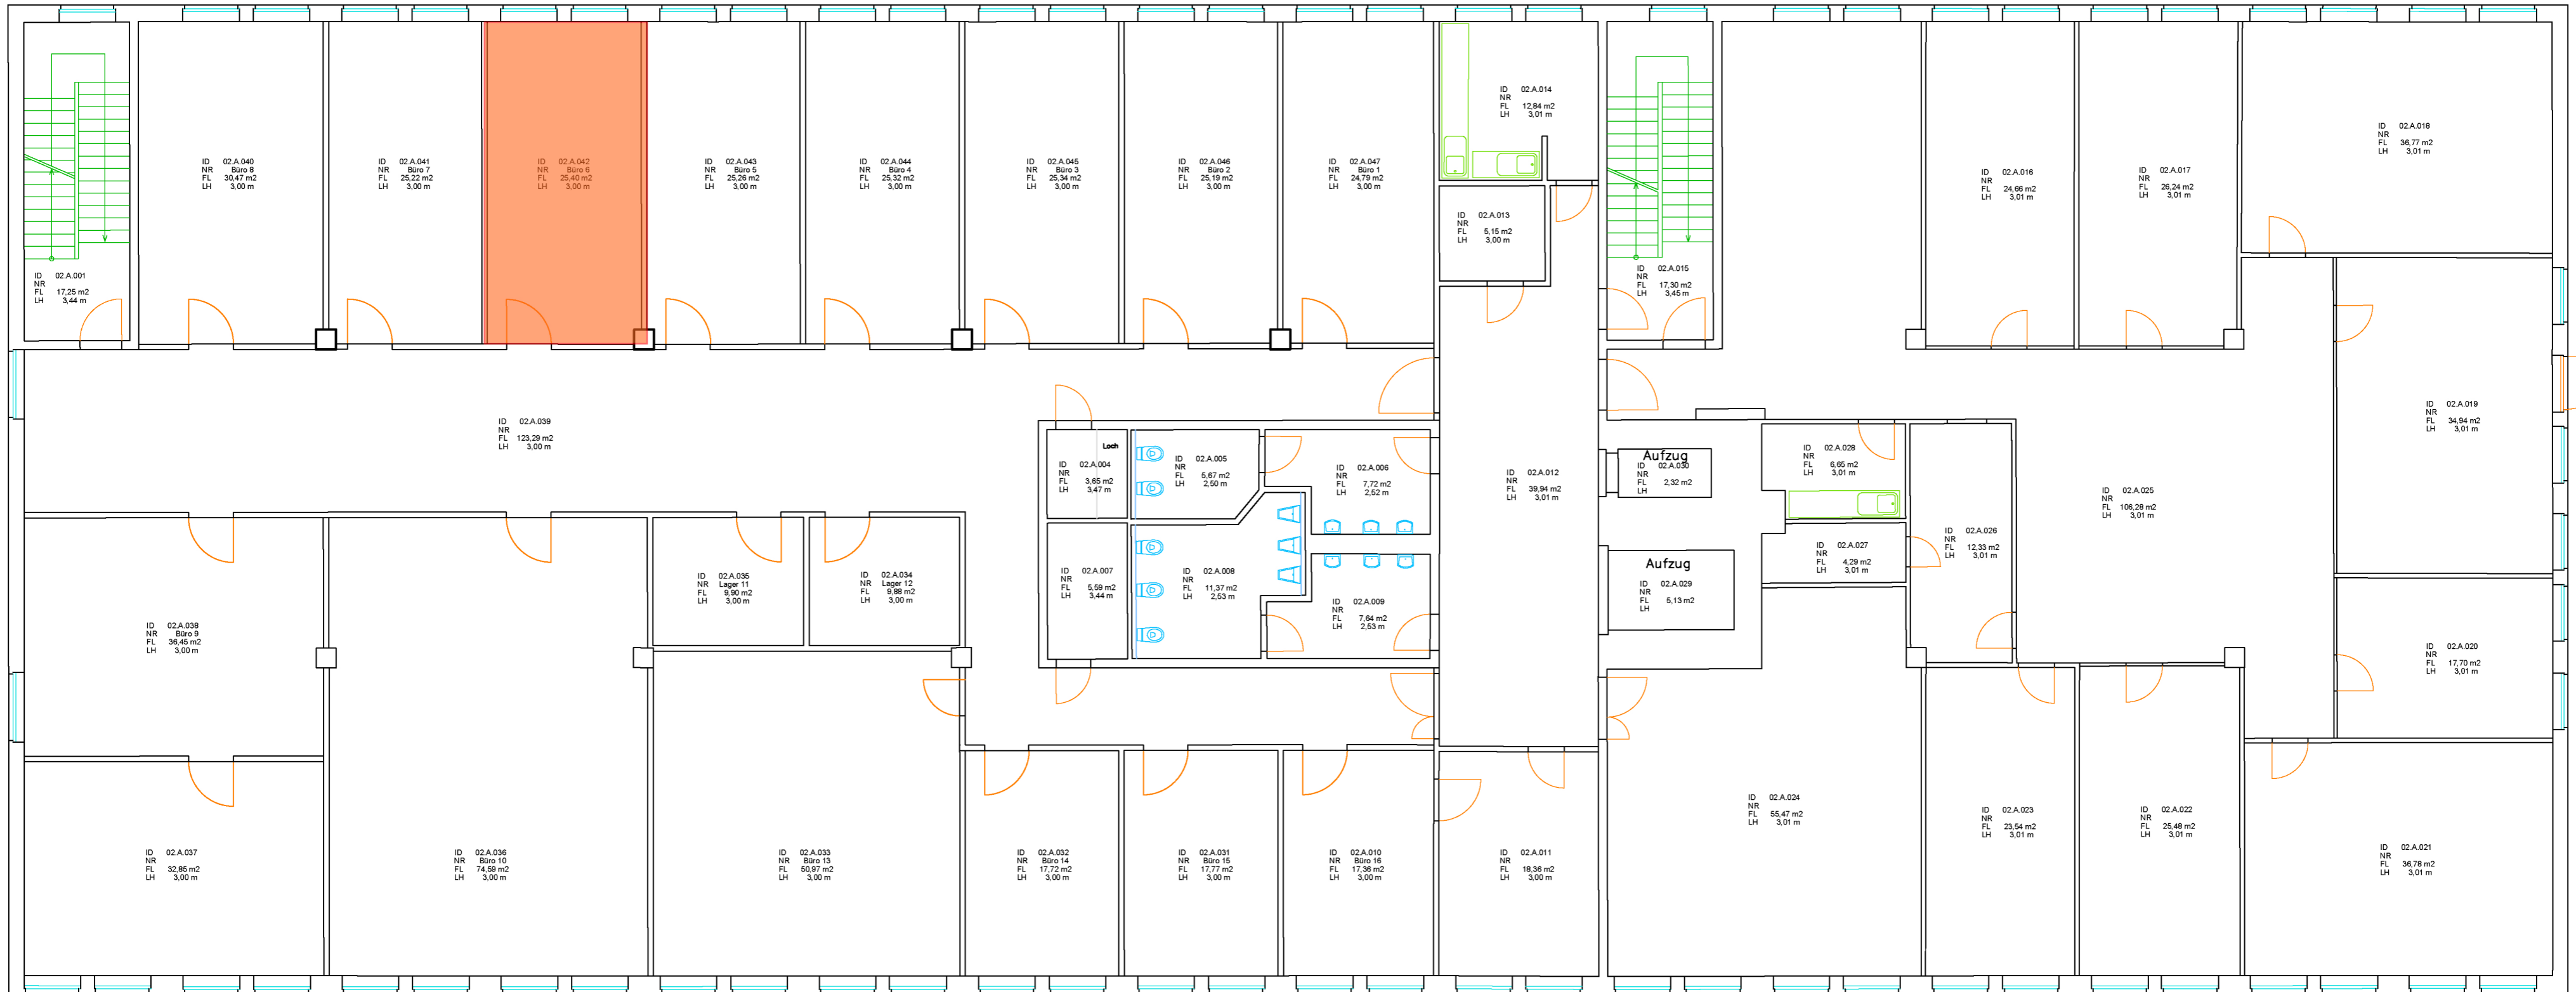 ID 02.A.001
NR
FL 17,25 m2
LH 3,44 m
ID 02.A.040
NR Büro 8
FL 30,47 m2
LH 3,00 m
ID 02.A.041
NR Büro 7
FL 25,22 m2
LH 3,00 m
ID 02.A.042
NR Büro 6
FL 25,40 m2
LH 3,00 m
ID 02.A.043
NR Büro 5
FL 25,26 m2
LH 3,00 m
ID 02.A.044
NR Büro 4
FL 25,32 m2
LH 3,00 m
ID 02.A.045
NR Büro 3
FL 25,34 m2
LH 3,00 m
ID 02.A.046
NR Büro 2
FL 25,19 m2
LH 3,00 m
ID 02.A.047
NR Büro 1
FL 24,79 m2
LH 3,00 m
ID 02.A.014
NR
FL 12,84 m2
LH 3,01 m
ID 02.A.013
NR
FL 5,15 m2
LH 3,00 m
ID 02.A.015
NR
FL 17,30 m2
LH 3,45 m
ID 02.A.016
NR
FL 24,66 m2
LH 3,01 m
ID 02.A.017
NR
FL 26,24 m2
LH 3,01 m
ID 02.A.018
NR
FL 36,77 m2
LH 3,01 m
ID 02.A.039
NR
FL 123,29 m2
LH 3,00 m
Loch
ID 02.A.004
NR
FL 3,65 m2
LH 3,47 m
ID 02.A.005
NR
FL 5,67 m2
LH 2,50 m
ID 02.A.006
NR
FL 7,72 m2
LH 2,52 m
ID 02.A.012
NR
FL 39,94 m2
LH 3,01 m
Aufzug
ID 02.A.030
NR
FL 2,32 m2
LH
ID 02.A.028
NR
FL 6,65 m2
LH 3,01 m
ID 02.A.025
NR
FL 106,28 m2
LH 3,01 m
ID 02.A.019
NR
FL 34,94 m2
LH 3,01 m
ID 02.A.035
NR Lager 11
FL 9,90 m2
LH 3,00 m
ID 02.A.034
NR Lager 12
FL 9,88 m2
LH 3,00 m
ID 02.A.007
NR
FL 5,59 m2
LH 3,44 m
ID 02.A.008
NR
FL 11,37 m2
LH 2,53 m
ID 02.A.009
NR
FL 7,64 m2
LH 2,53 m
Aufzug
ID 02.A.029
NR
FL 5,13 m2
LH
ID 02.A.027
NR
FL 4,29 m2
LH 3,01 m
ID 02.A.026
NR
FL 12,33 m2
LH 3,01 m
ID 02.A.038
NR Büro 9
FL 36,45 m2
LH 3,00 m
ID 02.A.020
NR
FL 17,70 m2
LH 3,01 m
ID 02.A.037
NR
FL 32,85 m2
LH 3,00 m
ID 02.A.036
NR Büro 10
FL 74,59 m2
LH 3,00 m
ID 02.A.033
NR Büro 13
FL 50,97 m2
LH 3,00 m
ID 02.A.032
NR Büro 14
FL 17,72 m2
LH 3,00 m
ID 02.A.031
NR Büro 15
FL 17,77 m2
LH 3,00 m
ID 02.A.010
NR Büro 16
FL 17,36 m2
LH 3,00 m
ID 02.A.011
NR
FL 18,36 m2
LH 3,00 m
ID 02.A.024
NR
FL 55,47 m2
LH 3,01 m
ID 02.A.023
NR
FL 23,54 m2
LH 3,01 m
ID 02.A.022
NR
FL 25,48 m2
LH 3,01 m
ID 02.A.021
NR
FL 36,78 m2
LH 3,01 m